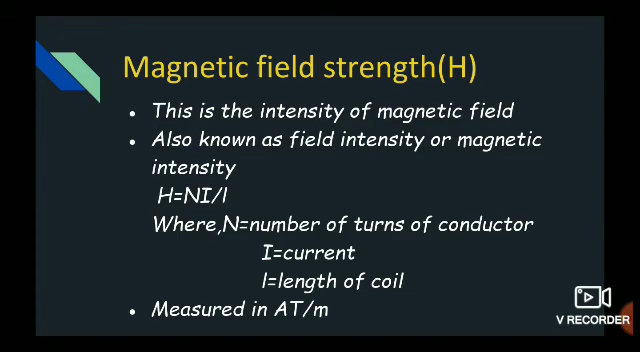 Magnetic field strength(H)
• This is the intensity of magnetic field
• Also known as field intensity or magnetic
intensity
H=NI/l
Where,N=number of turns of conductor
I=current
l=length of coil
• Measured in AT/m
V RECORDER